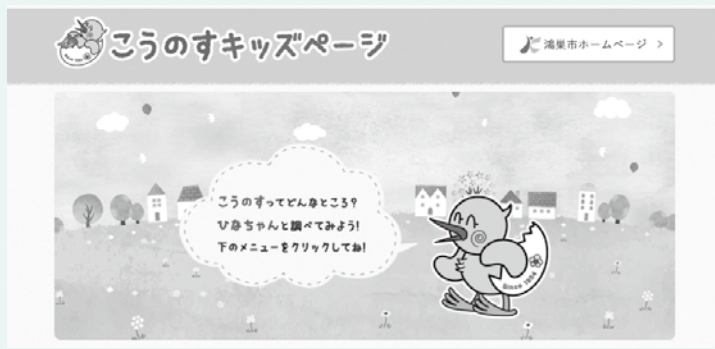 こうのすキッズページ
鴻巣市ホームページ >
こうのすってどんなところ?
ひなちゃんと調べてみよう!
下のメニューをクリックしてね!
Since 1994